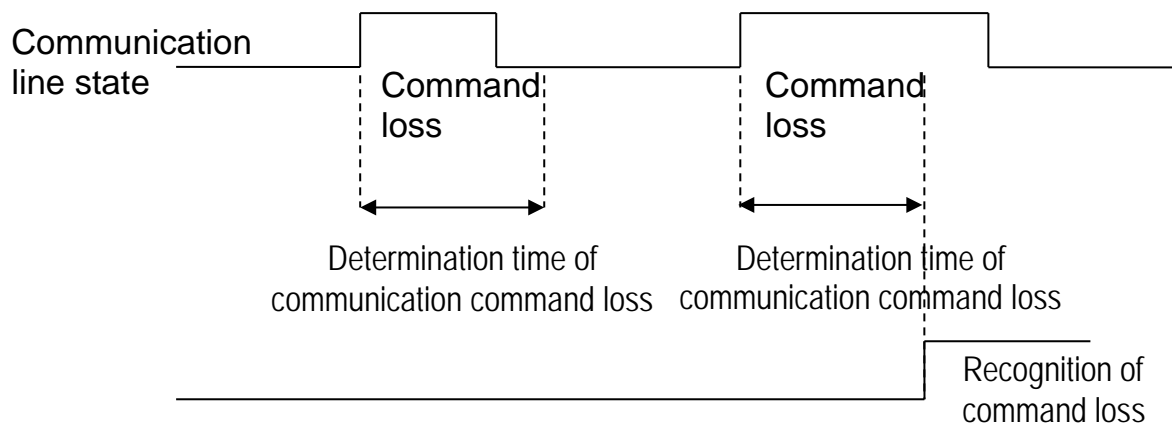 Communication
line state
Command
loss
Command
loss
Determination time of
communication command loss
Determination time of
communication command loss
Recognition of
command loss